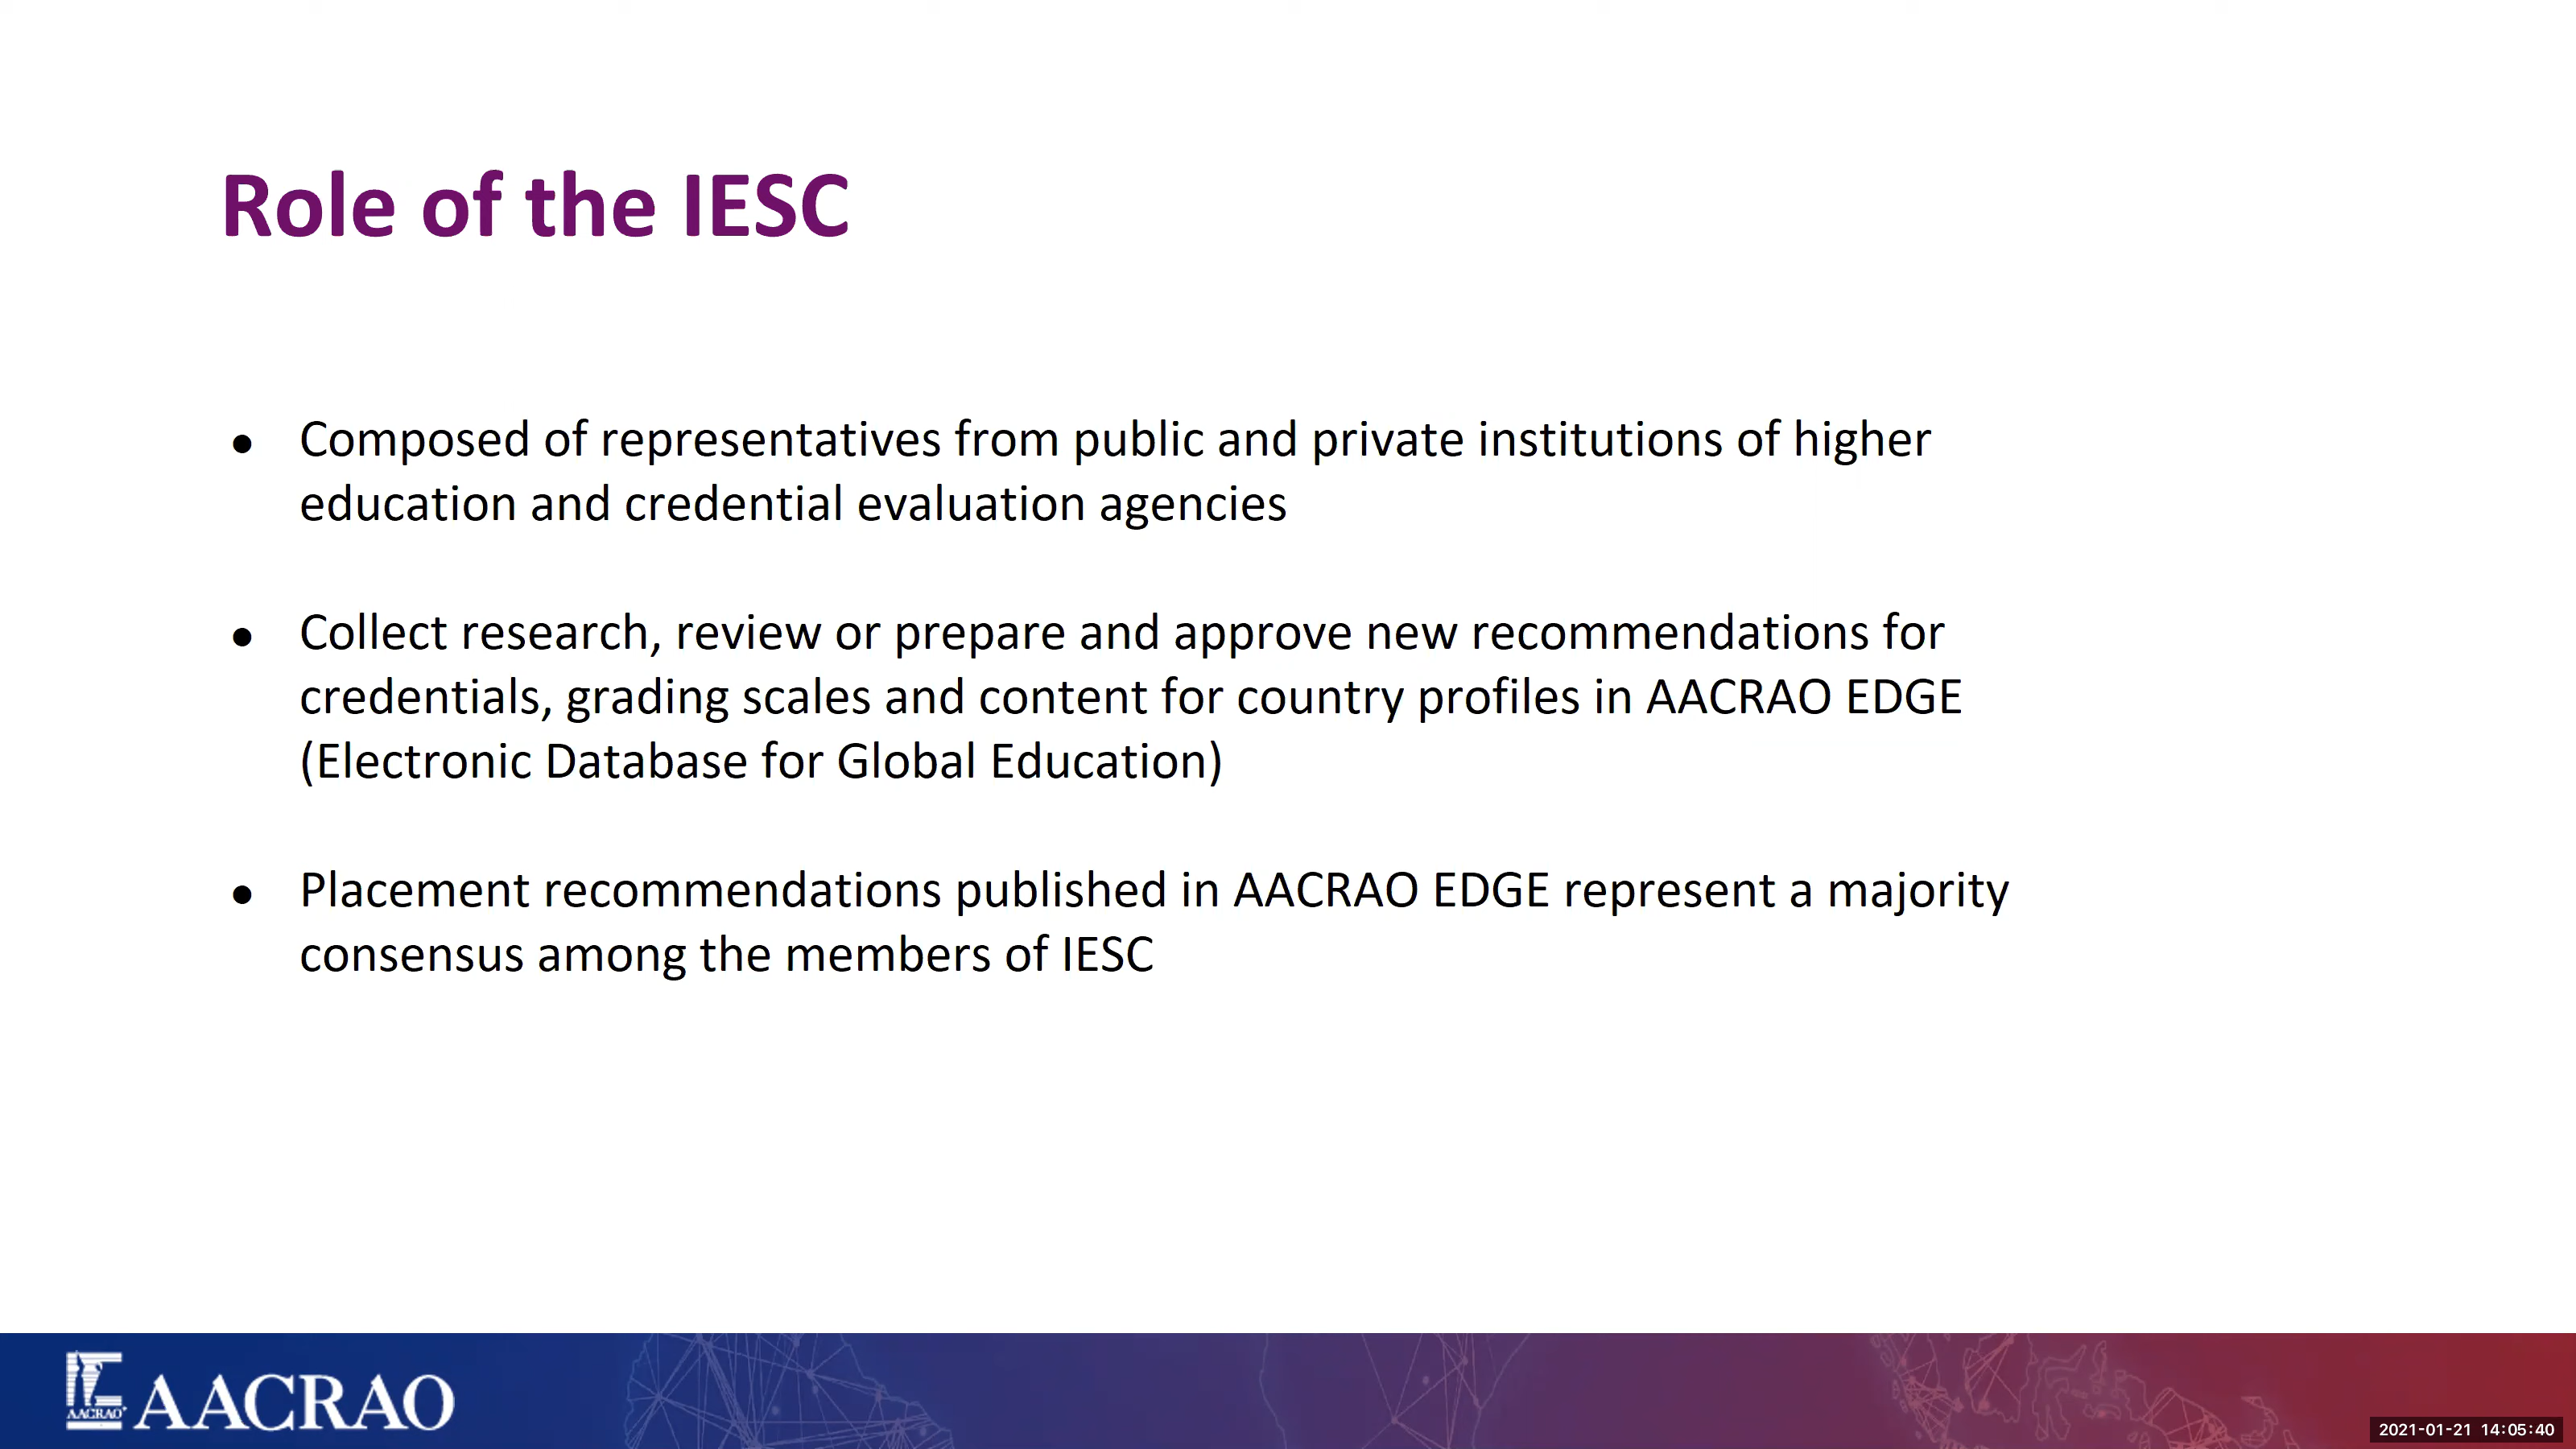 Role of the IESC
● Composed of representatives from public and private institutions of higher
education and credential evaluation agencies
● Collect research, review or prepare and approve new recommendations for
credentials, grading scales and content for country profiles in AACRAO EDGE
(Electronic Database for Global Education)
● Placement recommendations published in AACRAO EDGE represent a majority
consensus among the members of IESC
AACRAO
AACRAO
2021-01-21 14:05:40